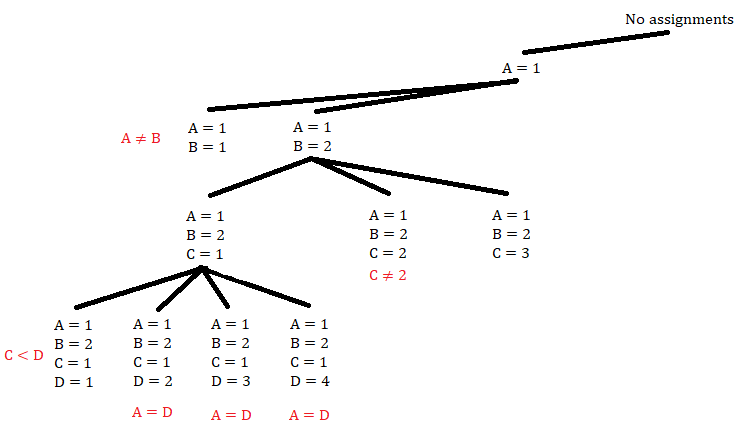 No assignments
A = 1
A ≠ B
A = 1
B = 1
A = 1
B = 2
A = 1
B = 2
C = 1
A = 1
B = 2
C = 2
C ≠ 2
A = 1
B = 2
C = 3
C < D
A = 1
B = 2
C = 1
D = 1
A = 1
B = 2
C = 1
D = 2
A = D
A = 1
B = 2
C = 1
D = 3
A = D
A = 1
B = 2
C = 1
D = 4
A = D